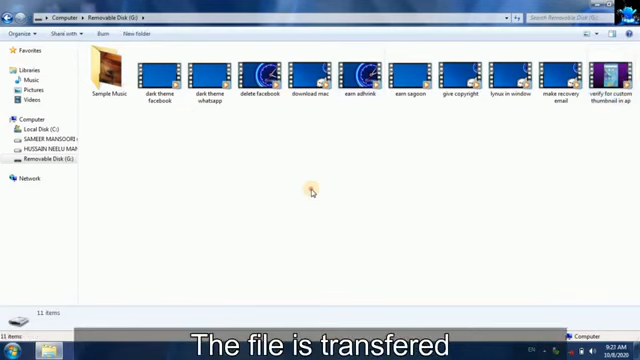 Computer ▸ Removable Disk (G:) ▸
Search Removable Disk (G:)
Organize ▾ Share with ▾ Burn New folder
Favorites
Libraries
Music
Pictures
Videos
Computer
Local Disk (C:)
SAMEER MANSOORI (
HUSSAIN NEELU MAN
Removable Disk (G:)
Network
Sample Music
dark theme facebook
dark theme whatsapp
delete facebook
download mac
earn adhrink
earn sagoon
give copyright
lynux in window
make recovery email
verify for custom thumbnail in ap
11 items
11 items
Computer
The file is transfered
EN
9:23 AM
10/8/2020